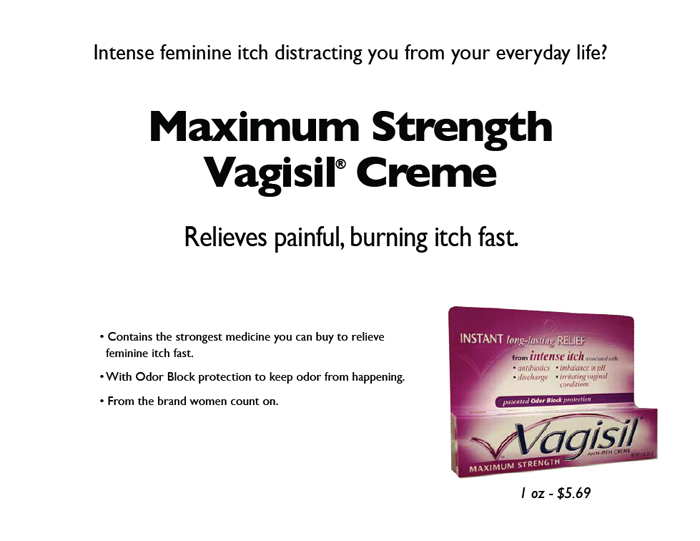 Intense feminine itch distracting you from your everyday life?
Maximum Strength
Vagisil® Creme
Relieves painful, burning itch fast.
• Contains the strongest medicine you can buy to relieve
feminine itch fast.
• With Odor Block protection to keep odor from happening.
• From the brand women count on.
INSTANT long-lasting RELIEF
from intense itch associated with:
• antibiotics • imbalance in pH
• discharge • irritating vaginal
conditions
patented Odor Block protection
Vagisil
ANTI-ITCH CREME
MAXIMUM STRENGTH
1 oz - $5.69